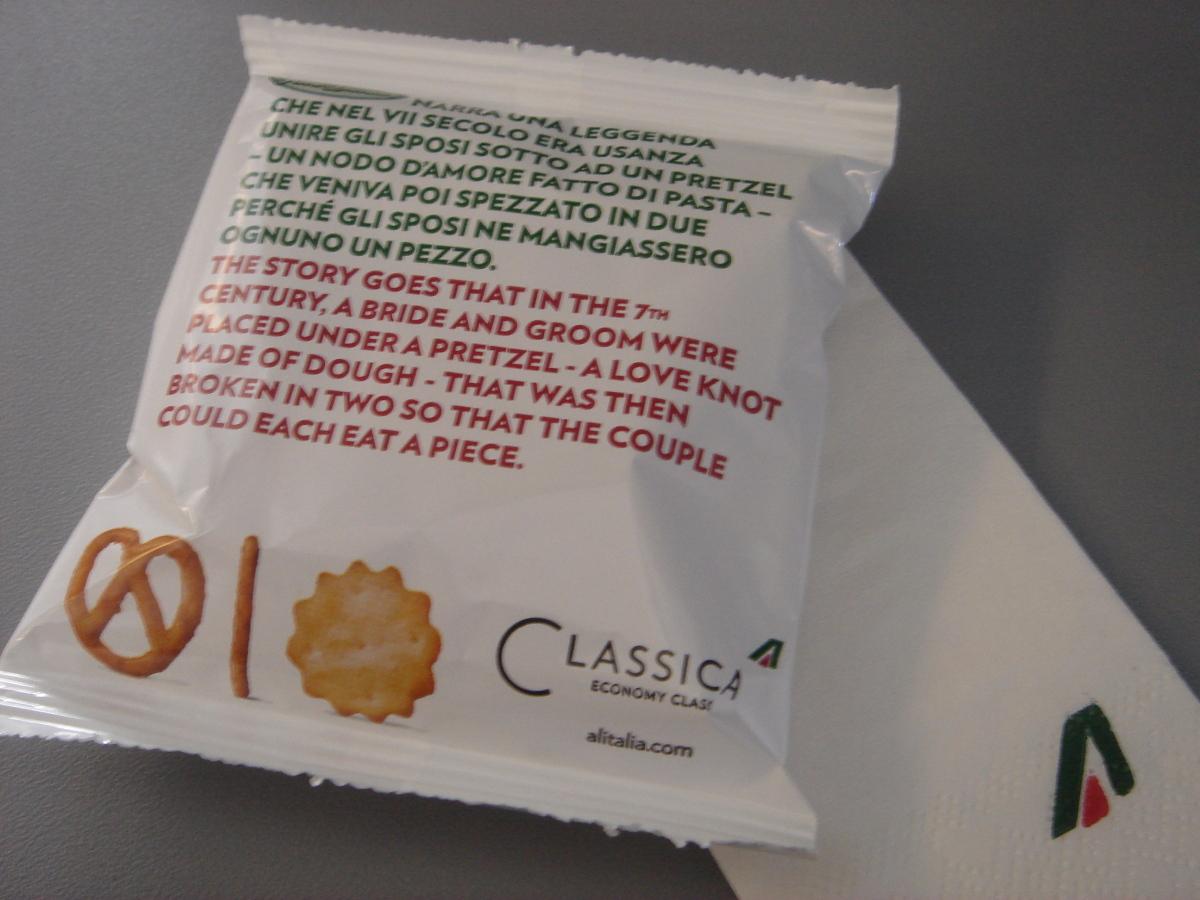 NARRA UNA LEGGENDA
CHE NEL VII SECOLO ERA USANZA
UNIRE GLI SPOSI SOTTO AD UN PRETZEL
– UN NODO D'AMORE FATTO DI PASTA –
CHE VENIVA POI SPEZZATO IN DUE
PERCHÉ GLI SPOSI NE MANGIASSERO
OGNUNO UN PEZZO.
THE STORY GOES THAT IN THE 7TH
CENTURY, A BRIDE AND GROOM WERE
PLACED UNDER A PRETZEL - A LOVE KNOT
MADE OF DOUGH - THAT WAS THEN
BROKEN IN TWO SO THAT THE COUPLE
COULD EACH EAT A PIECE.
CLASSICA
ECONOMY CLAS
alitalia.com